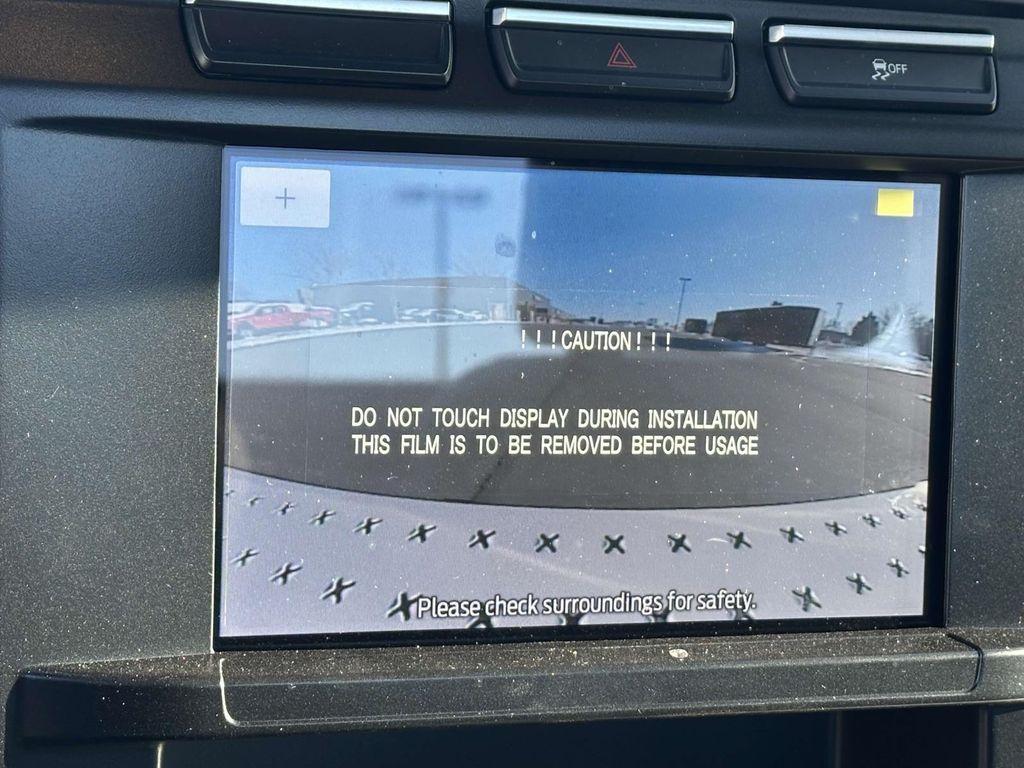 OFF
+
! ! ! CAUTION ! ! !
DO NOT TOUCH DISPLAY DURING INSTALLATION
THIS FILM IS TO BE REMOVED BEFORE USAGE
Please check surroundings for safety.